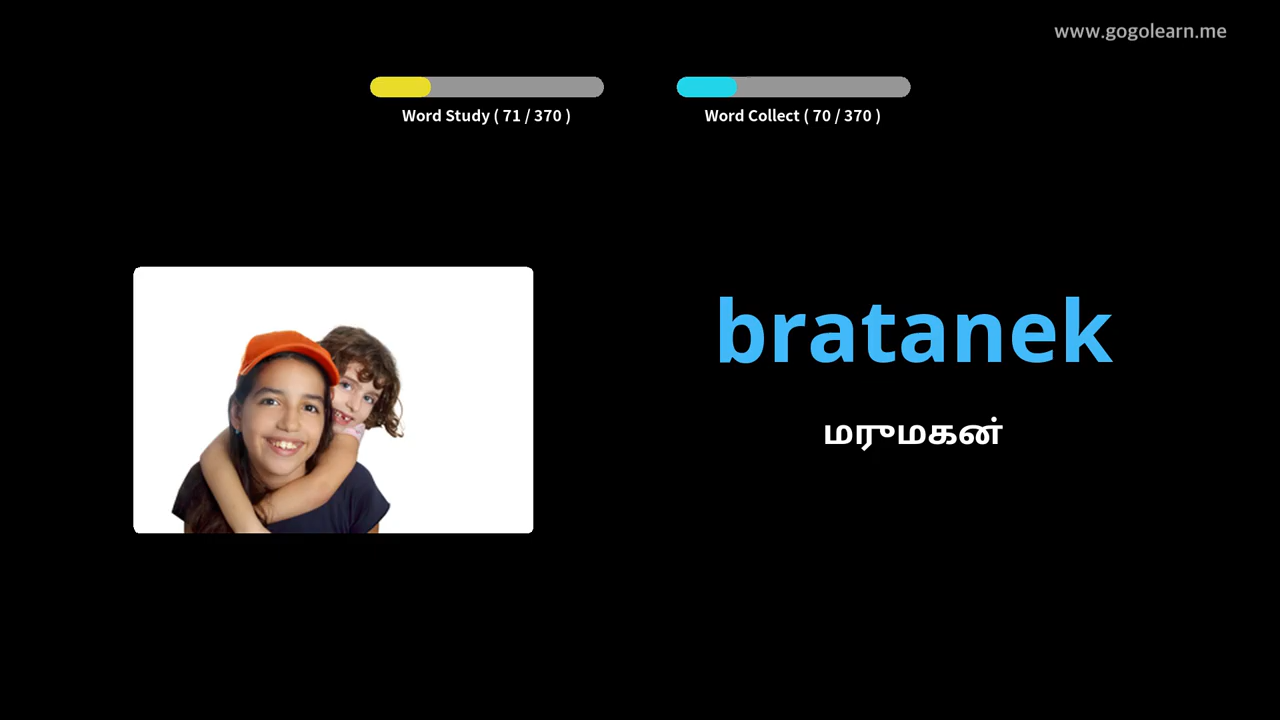 www.gogolearn.me
Word Study ( 71 / 370 )
Word Collect ( 70 / 370 )
bratanek
மருமகன்